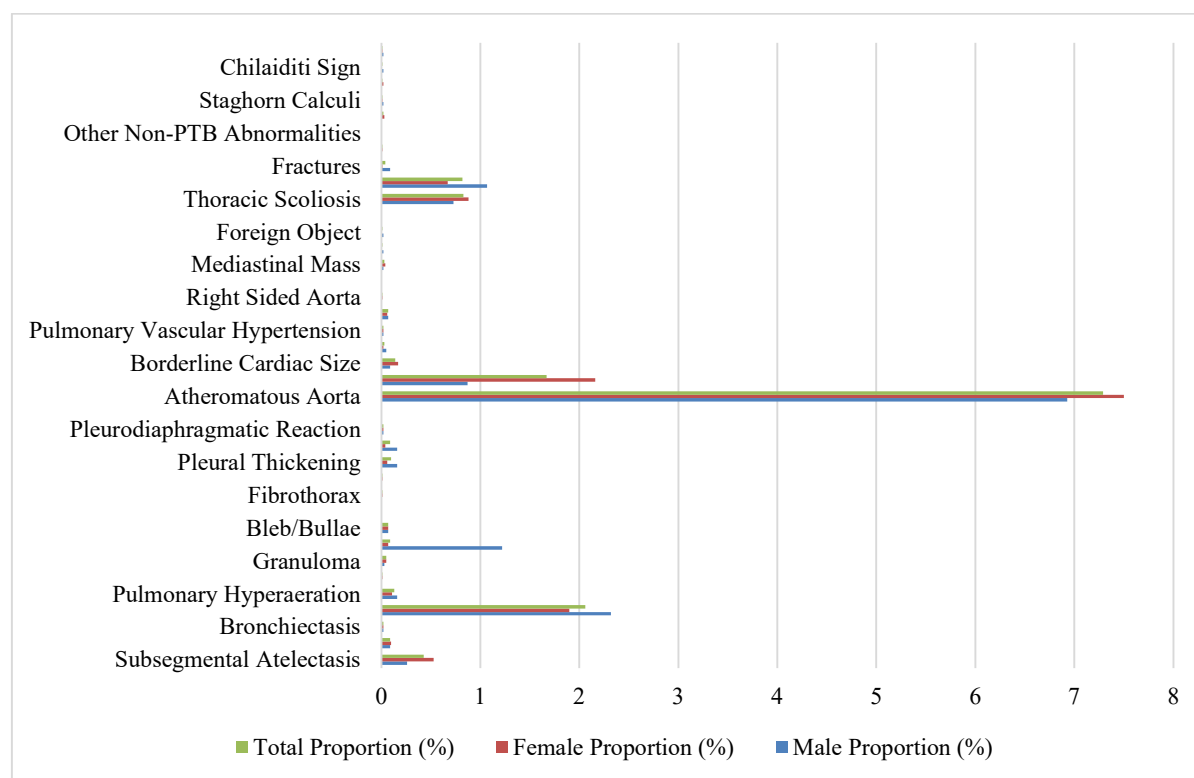 Chilaiditi Sign
Staghorn Calculi
Other Non-PTB Abnormalities
Fractures
Thoracic Scoliosis
Foreign Object
Mediastinal Mass
Right Sided Aorta
Pulmonary Vascular Hypertension
Borderline Cardiac Size
Atheromatous Aorta
Pleurodiaphragmatic Reaction
Pleural Thickening
Fibrothorax
Bleb/Bullae
Granuloma
Pulmonary Hyperaeration
Bronchiectasis
Subsegmental Atelectasis
0 1 2 3 4 5 6 7 8
Total Proportion (%) Female Proportion (%) Male Proportion (%)